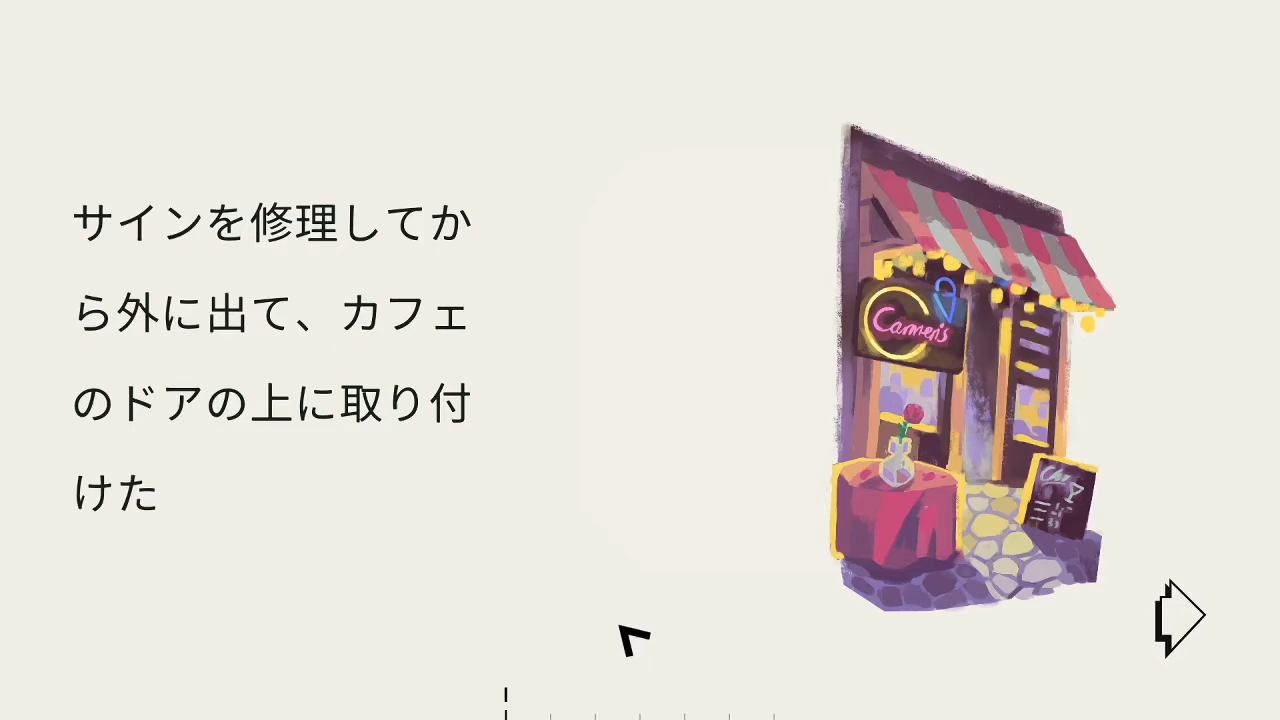 サインを修理してか
ら外に出て、カフェ
のドアの上に取り付
けた
Carmen's